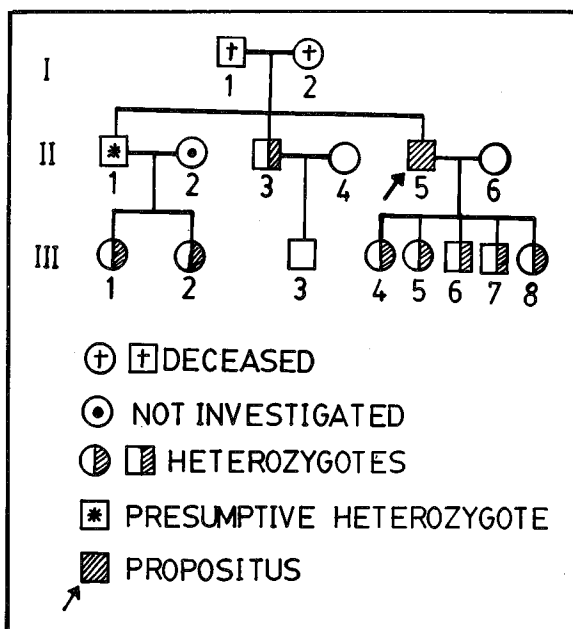 I
† †
1 2
II
* 
1 2 3 4 5 6
III
1 2 3 4 5 6 7 8
† † DECEASED
NOT INVESTIGATED
HETEROZYGOTES
* PRESUMPTIVE HETEROZYGOTE
PROPOSITUS